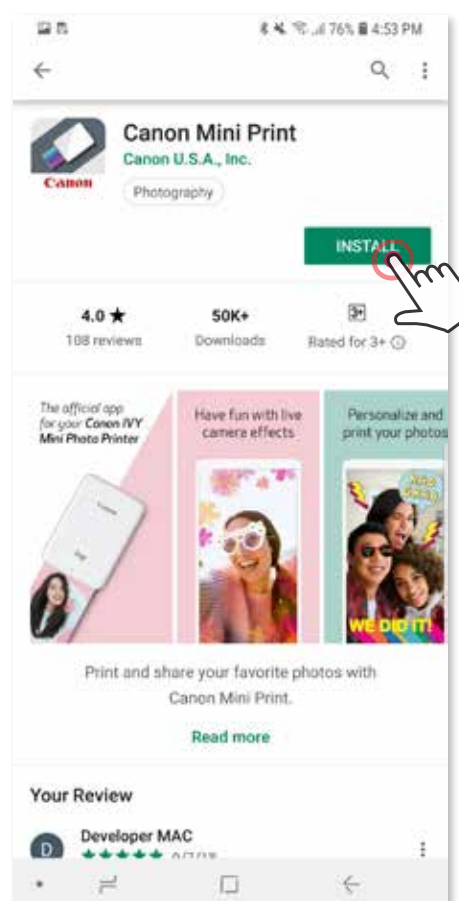 76% 4:53 PM
Canon Mini Print
Canon U.S.A., Inc.
Canon
Photography
INSTALL
4.0 ★
50K+
3+
108 reviews
Downloads
Rated for 3+
The official app
for your Canon IVY
Mini Photo Printer
Canon
Have fun with live
camera effects
Personalize and
print your photos
WE DID IT!
Print and share your favorite photos with
Canon Mini Print.
Read more
Your Review
D
Developer MAC
★★★★★